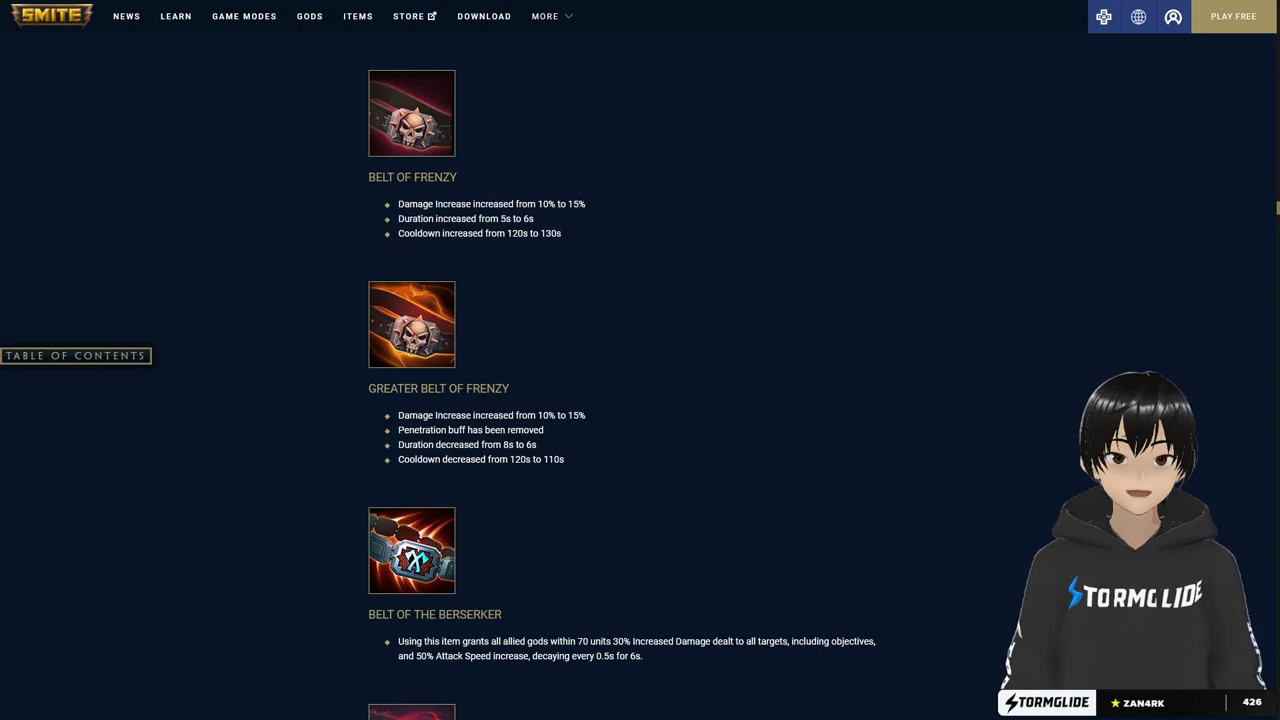 SMITE
NEWS LEARN GAME MODES GODS ITEMS STORE DOWNLOAD MORE PLAY FREE
BELT OF FRENZY
Damage Increase increased from 10% to 15%
Duration increased from 5s to 6s
Cooldown increased from 120s to 130s
TABLE OF CONTENTS
GREATER BELT OF FRENZY
Damage Increase increased from 10% to 15%
Penetration buff has been removed
Duration decreased from 8s to 6s
Cooldown decreased from 120s to 110s
BELT OF THE BERSERKER
Using this item grants all allied gods within 70 units 30% Increased Damage dealt to all targets, including objectives,
and 50% Attack Speed increase, decaying every 0.5s for 6s.
STORMGLIDE
STORMGLIDE ZAN4RK 426